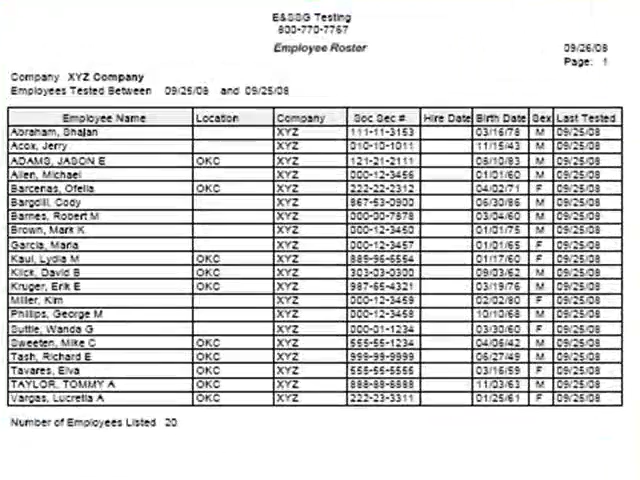 E&SSG Testing
800-770-7767
Employee Roster
09/26/08
Page: 1
Company XYZ Company
Employees Tested Between 09/25/08 and 09/25/08
Employee Name Location Company Soc Sec # Hire Date Birth Date Sex Last Tested
Abraham, Shajan XYZ 111-11-3153 03/16/78 M 09/25/08
Acox, Jerry XYZ 010-10-1011 11/15/43 M 09/25/08
ADAMS, JASON E OKC XYZ 121-21-2111 06/10/83 M 09/25/08
Allen, Michael XYZ 000-12-3456 01/01/60 M 09/25/08
Barcenas, Ofelia OKC XYZ 222-22-2312 04/02/71 F 09/25/08
Bargdill, Cody XYZ 867-53-0900 06/30/86 M 09/25/08
Barnes, Robert M XYZ 000-00-7878 03/04/60 M 09/25/08
Brown, Mark K XYZ 000-12-3450 01/01/75 M 09/25/08
Garcia, Maria XYZ 000-12-3457 01/01/65 F 09/25/08
Kaul, Lydia M OKC XYZ 01/17/60 F 09/25/08
Klick, David B OKC XYZ 303-03-0300 09/03/62 M 09/25/08
Kruger, Erik E OKC XYZ 987-65-4321 03/19/76 M 09/25/08
Miller, Kim XYZ 000-12-3459 02/02/80 F 09/25/08
Phillips, George M XYZ 000-12-3458 10/10/68 M 09/25/08
Suttle, Wanda G XYZ 000-01-1234 03/30/60 F 09/25/08
Sweeten, Mike C OKC XYZ 555-55-1234 04/06/42 M 09/25/08
Tash, Richard E OKC XYZ 999-99-9999 06/27/49 M 09/25/08
Tavares, Elva OKC XYZ 555-55-5555 03/16/59 F 09/25/08
TAYLOR, TOMMY A OKC XYZ 888-88-8888 11/03/63 M 09/25/08
Vargas, Lucretia A OKC XYZ 222-23-3311 01/25/61 F 09/25/08
Number of Employees Listed 20